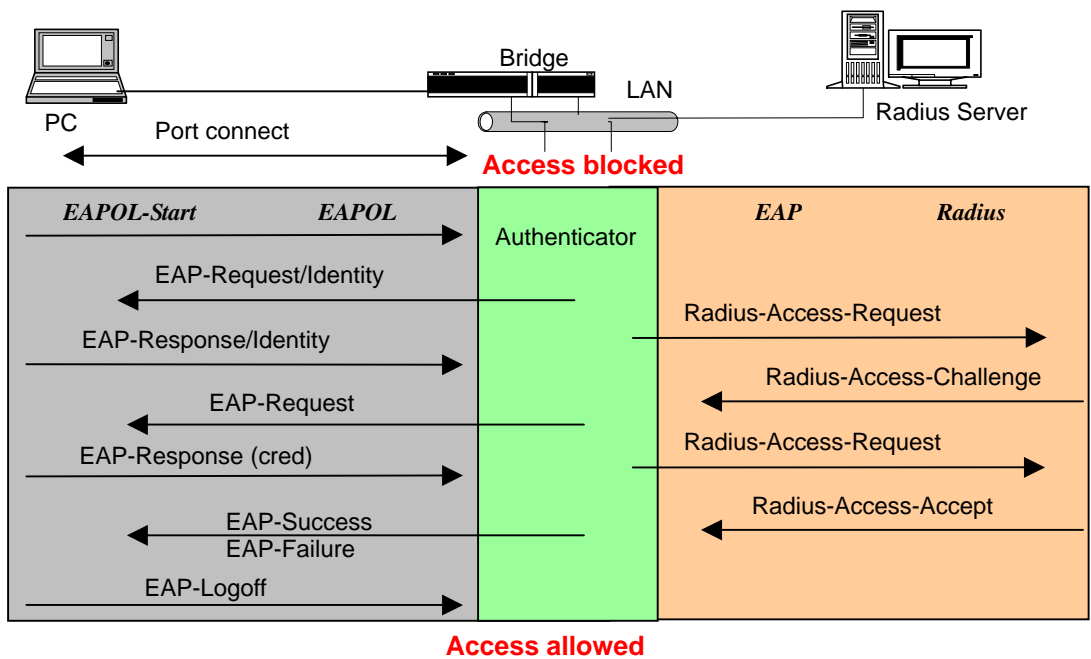 Bridge
LAN
PC
Radius Server
Port connect
Access blocked
EAPOL-Start EAPOL
Authenticator
EAP Radius
EAP-Request/Identity
Radius-Access-Request
EAP-Response/Identity
Radius-Access-Challenge
EAP-Request
Radius-Access-Request
EAP-Response (cred)
Radius-Access-Accept
EAP-Success
EAP-Failure
EAP-Logoff
Access allowed